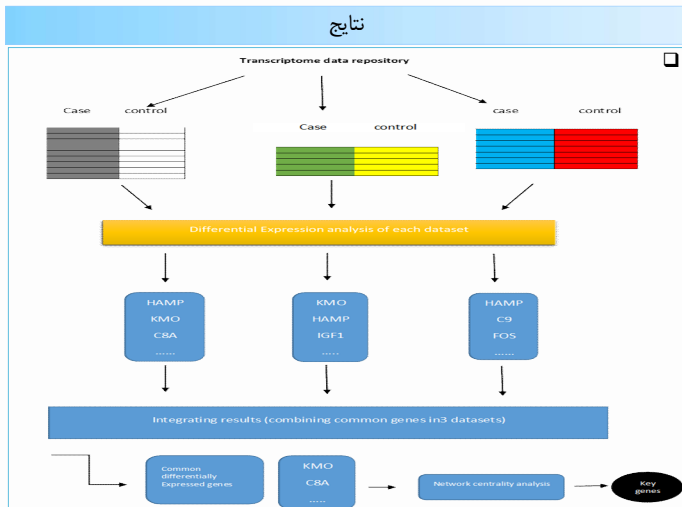 نتایج
Transcriptome data repository
Case control
Case control
case control
Differential Expression analysis of each dataset
HAMP
KMO
C8A
......
KMO
HAMP
IGF1
.....
HAMP
C9
FOS
......
Integrating results (combining common genes in3 datasets)
Common
differentially
Expressed genes
KMO
C8A
.....
Network centrality analysis
Key
genes